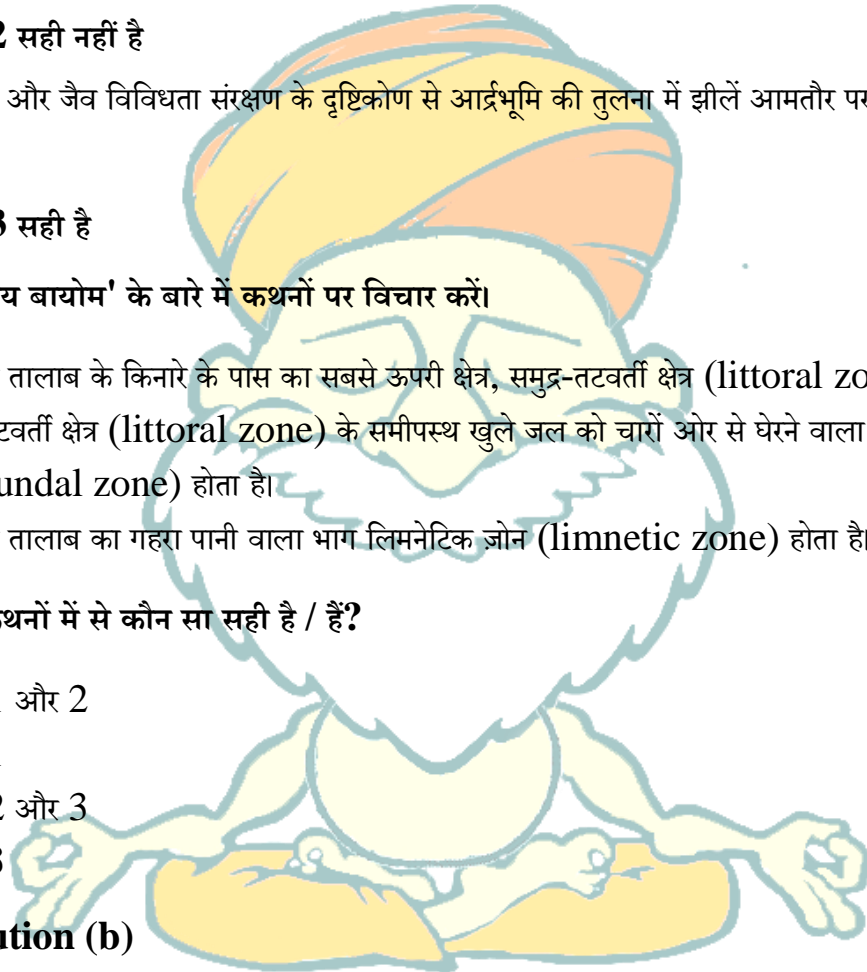 2 सही नहीं है
और जैव विविधता संरक्षण के दृष्टिकोण से आर्द्रभूमि की तुलना में झीलें आमतौर पर
3 सही है
य बायोम' के बारे में कथनों पर विचार करें।
तालाब के किनारे के पास का सबसे ऊपरी क्षेत्र, समुद्र-तटवर्ती क्षेत्र (littoral zo
टवर्ती क्षेत्र (littoral zone) के समीपस्थ खुले जल को चारों ओर से घेरने वाला
undal zone) होता है।
तालाब का गहरा पानी वाला भाग लिमनेटिक ज़ोन (limnetic zone) होता है।
कथनों में से कौन सा सही है / हैं?
और 2
2 और 3
3
ution (b)